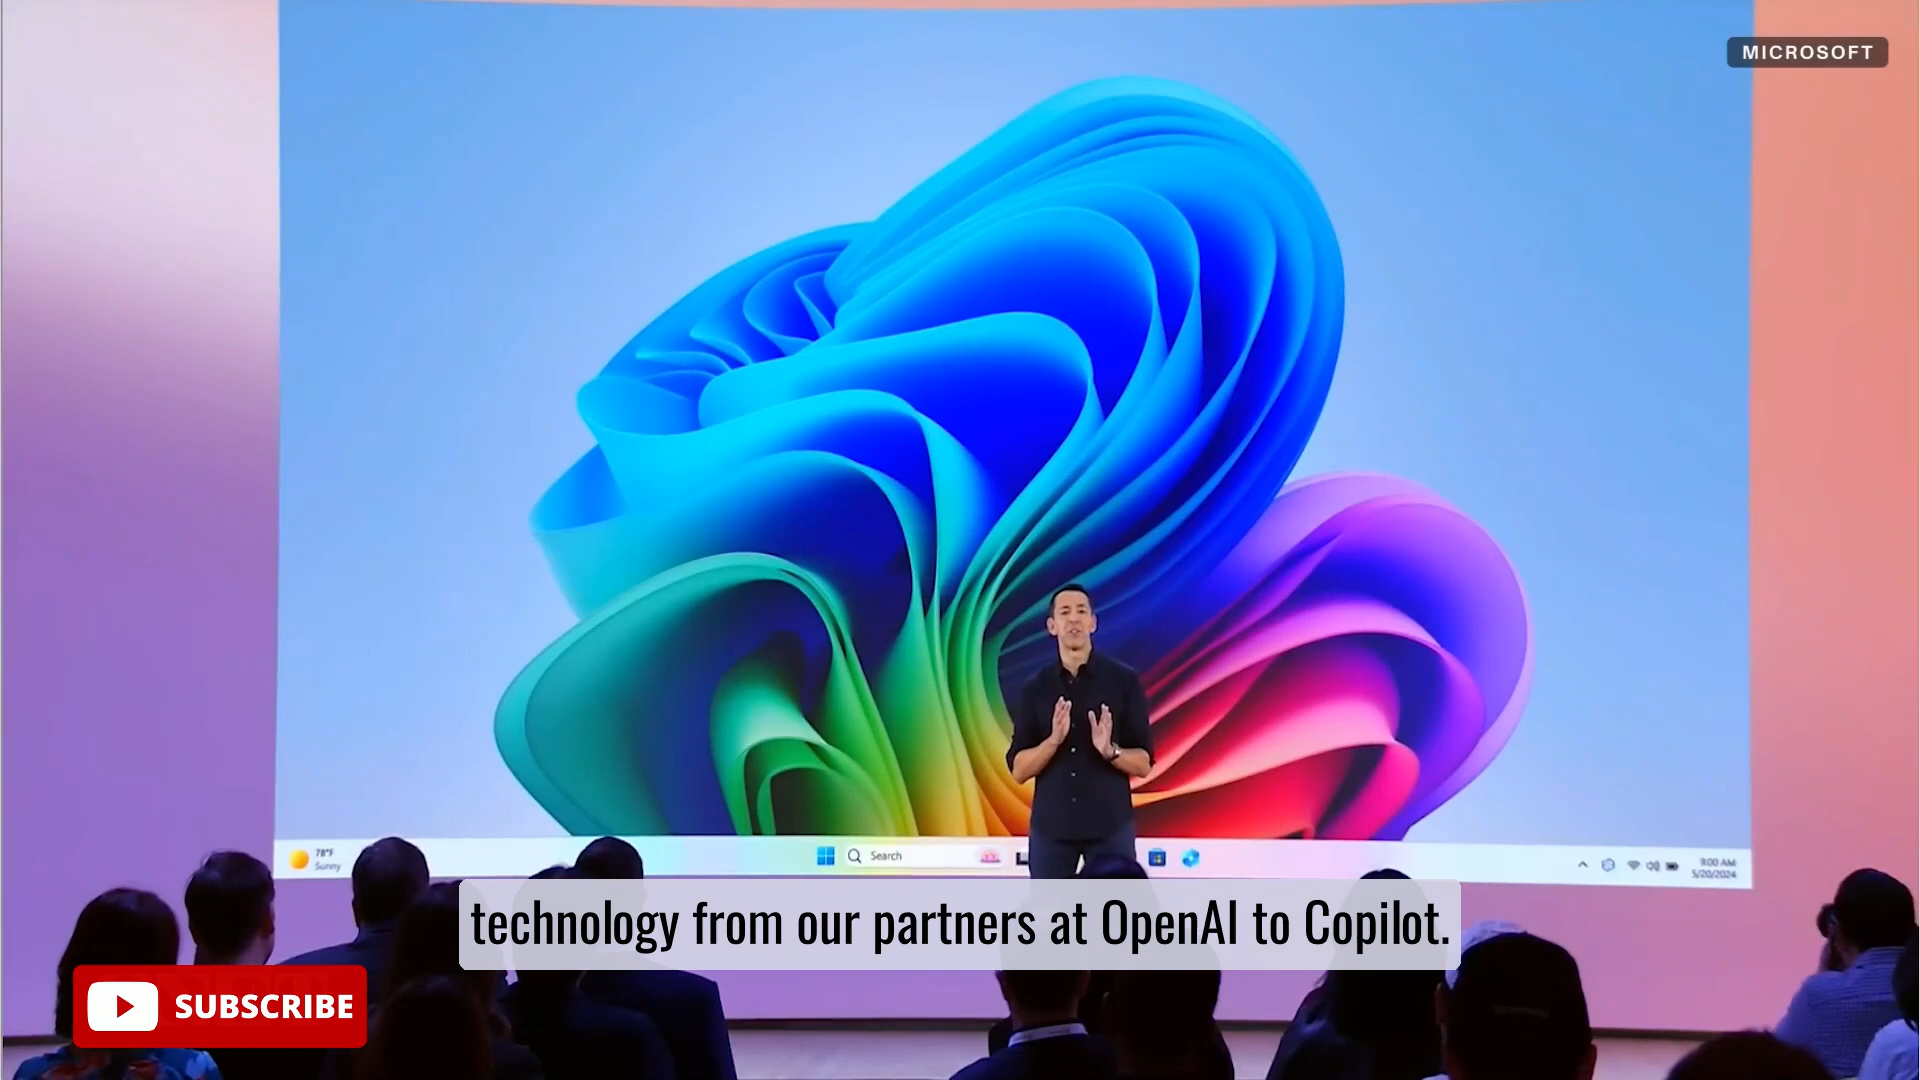 MICROSOFT
78°F
Sunny
Search
9:00 AM
5/20/2024
technology from our partners at OpenAI to Copilot.
SUBSCRIBE